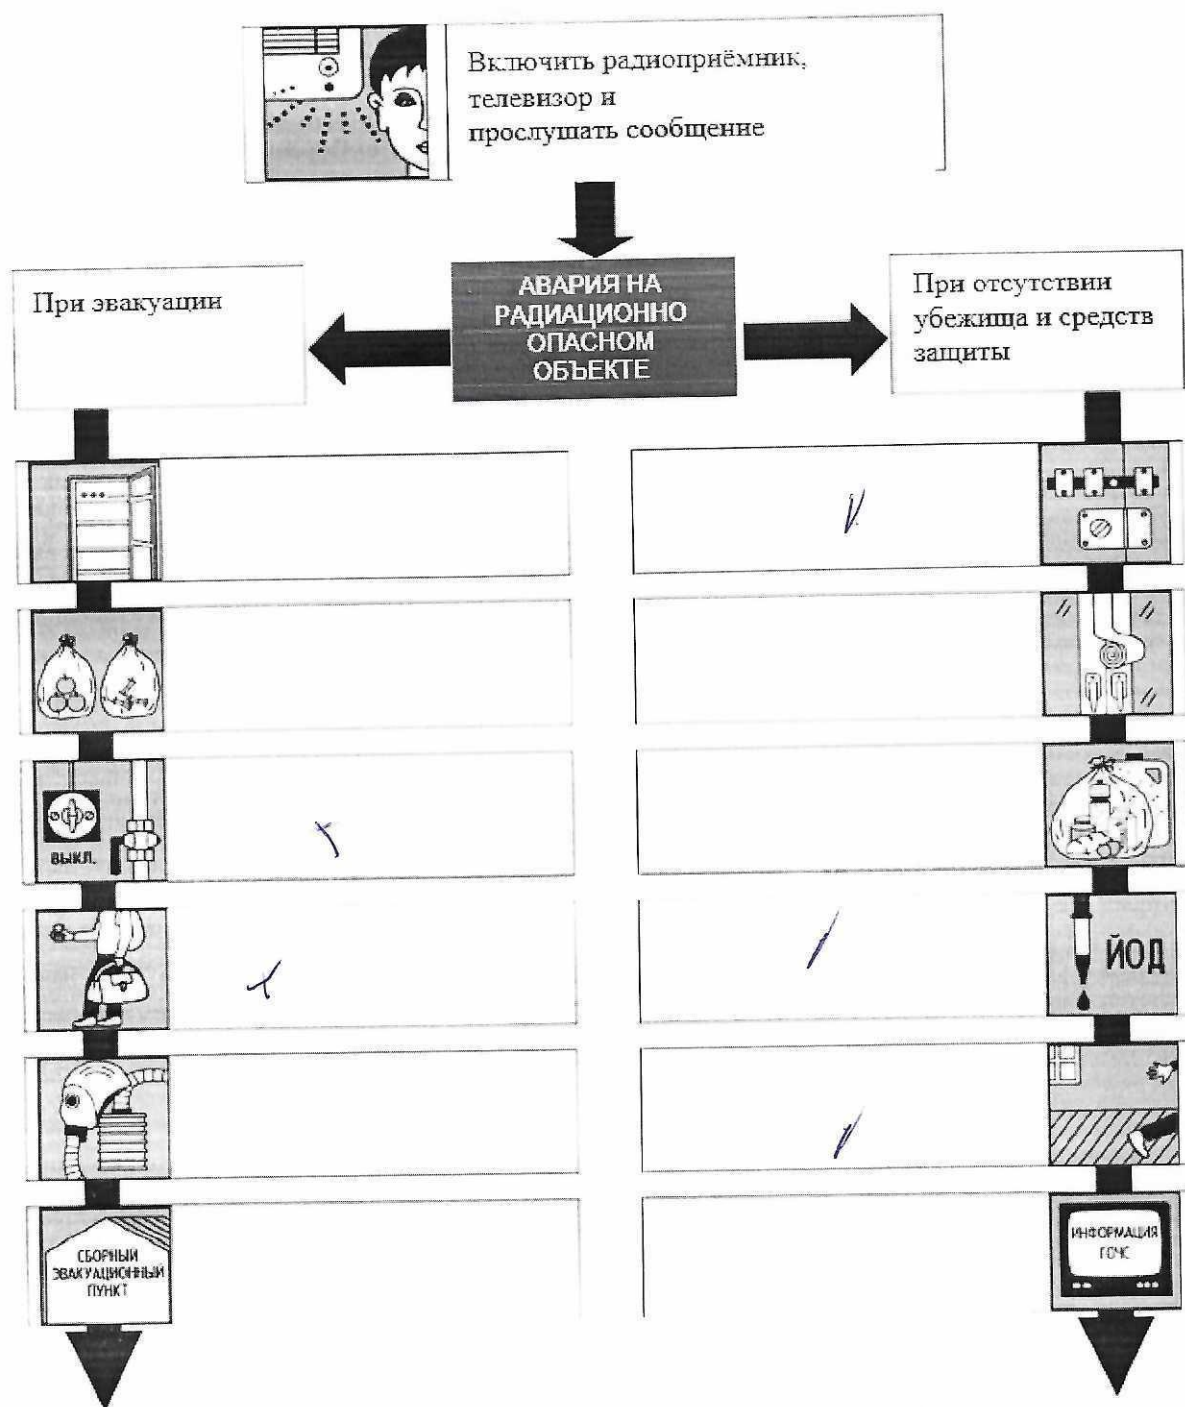 Включить радиоприёмник,
телевизор и
прослушать сообщение
При эвакуации
АВАРИЯ НА
РАДИАЦИОННО
ОПАСНОМ
ОБЪЕКТЕ
При отсутствии
убежища и средств
защиты
ВЫКЛ.
ЙОД
СБОРНЫЙ
ЭВАКУАЦИОННЫЙ
ПУНКТ
ИНФОРМАЦИЯ
ГОЧС